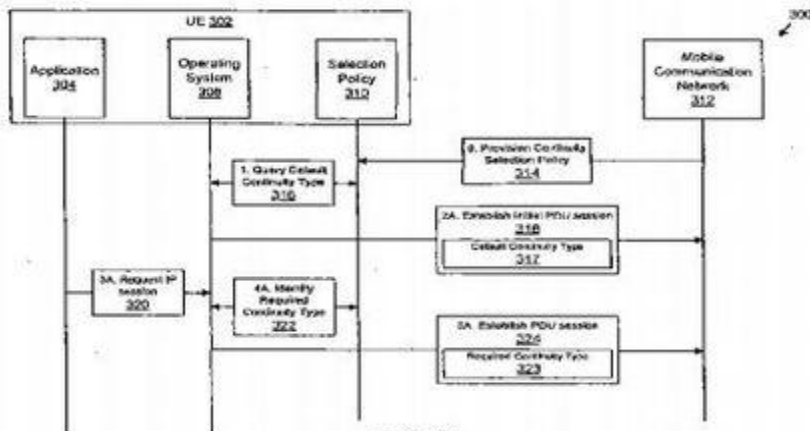 300
UE 302
Application
304
Operating
System
308
Selection
Policy
310
Mobile
Communication
Network
312
0. Provision Continuity
Selection Policy
314
1. Query Default
Continuity Type
316
2A. Establish Initial PDU session
318
Default Continuity Type
317
3A. Request IP
session
320
4A. Identify
Required
Continuity Type
322
5A. Establish PDU session
324
Required Continuity Type
323